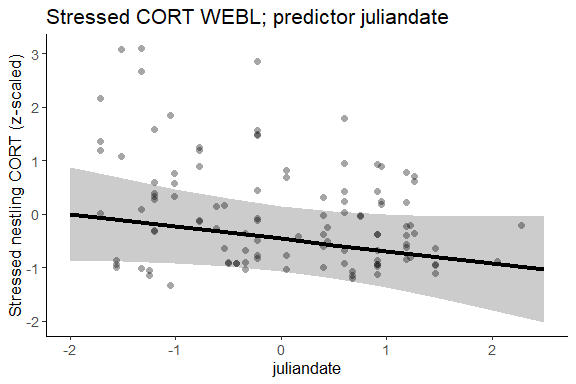 Stressed CORT WEBL; predictor juliandate
Stressed nestling CORT (z-scaled)
3
2
1
0
-1
-2
-2 -1 0 1 2
juliandate